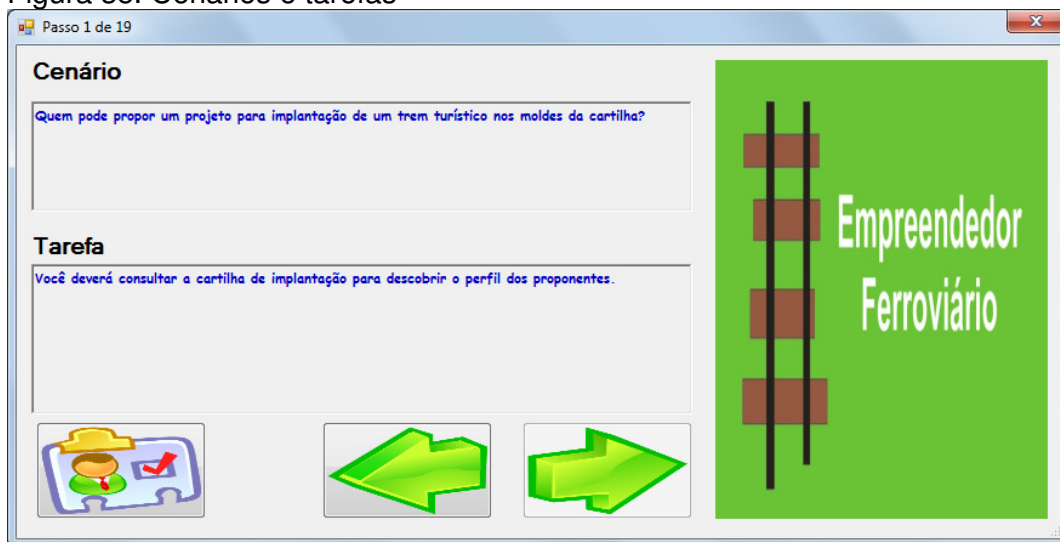 Passo 1 de 19
Cenário
Quem pode propor um projeto para implantação de um trem turístico nos moldes da cartilha?
Tarefa
Você deverá consultar a cartilha de implantação para descobrir o perfil dos proponentes.
Empreendedor
Ferroviário